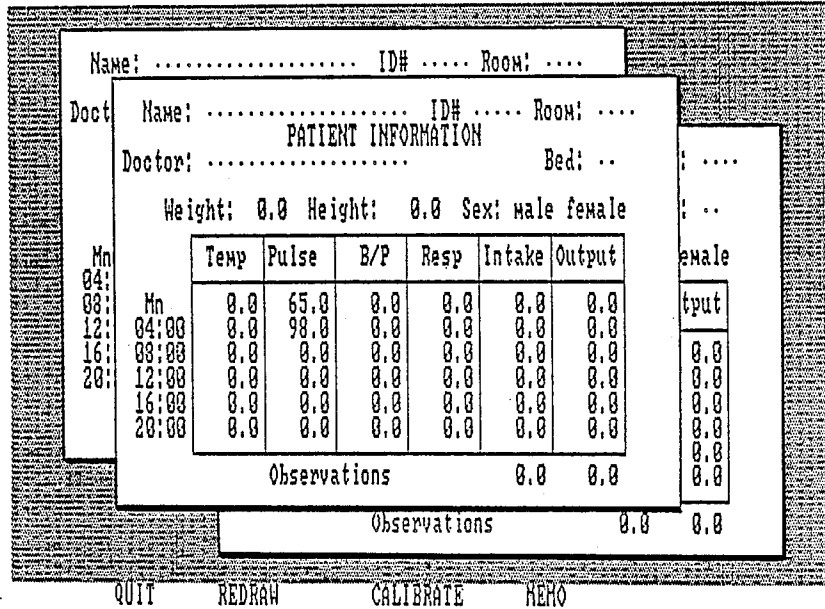 Name: .................... ID# ..... Room: ....
Doct
Mn
04:
08:
12:
16:
20:
Name: .................... ID# ..... Room: ....
PATIENT INFORMATION
Doctor: .................... Bed: ..
Weight: 0.0 Height: 0.0 Sex: male female
Temp Pulse B/P Resp Intake Output
Mn 0.0 65.0 0.0 0.0 0.0 0.0
04:00 0.0 98.0 0.0 0.0 0.0 0.0
08:00 0.0 0.0 0.0 0.0 0.0 0.0
12:00 0.0 0.0 0.0 0.0 0.0 0.0
16:00 0.0 0.0 0.0 0.0 0.0 0.0
20:00 0.0 0.0 0.0 0.0 0.0 0.0
Observations 0.0 0.0
: ....
: ..
emale
tput
0.0
0.0
0.0
0.0
0.0
0.0
Observations 0.0 0.0
QUIT REDRAW CALIBRATE MEMO